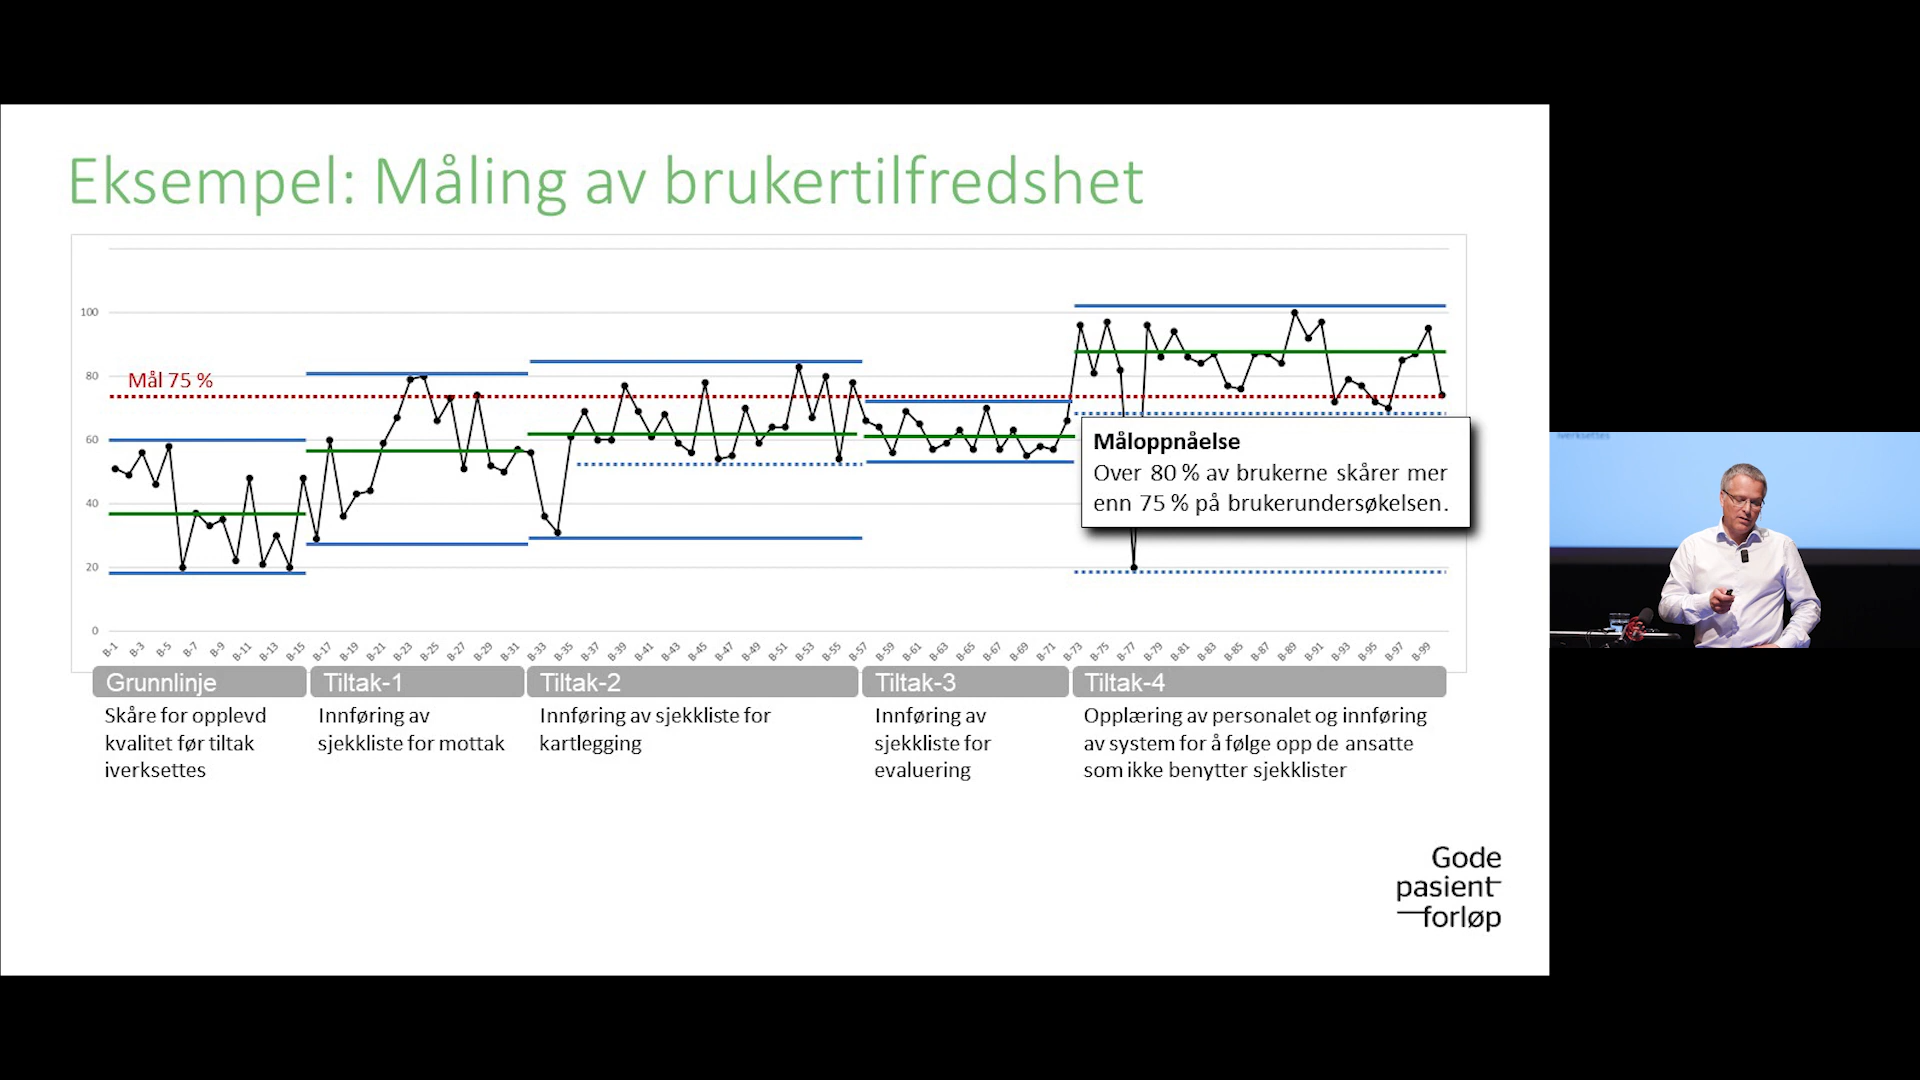 Eksempel: Måling av brukertilfredshet
100
80
60
40
20
0
Mål 75 %
Måloppnåelse
Over 80 % av brukerne skårer mer
enn 75 % på brukerundersøkelsen.
B-1 B-3 B-5 B-7 B-9 B-11 B-13 B-15 B-17 B-19 B-21 B-23 B-25 B-27 B-29 B-31 B-33 B-35 B-37 B-39 B-41 B-43 B-45 B-47 B-49 B-51 B-53 B-55 B-57 B-59 B-61 B-63 B-65 B-67 B-69 B-71 B-73 B-75 B-77 B-79 B-81 B-83 B-85 B-87 B-89 B-91 B-93 B-95 B-97 B-99
Grunnlinje
Skåre for opplevd
kvalitet før tiltak
iverksettes
Tiltak-1
Innføring av
sjekkliste for mottak
Tiltak-2
Innføring av sjekkliste for
kartlegging
Tiltak-3
Innføring av
sjekkliste for
evaluering
Tiltak-4
Opplæring av personalet og innføring
av system for å følge opp de ansatte
som ikke benytter sjekklister
Gode
pasient
forløp
iverksettes